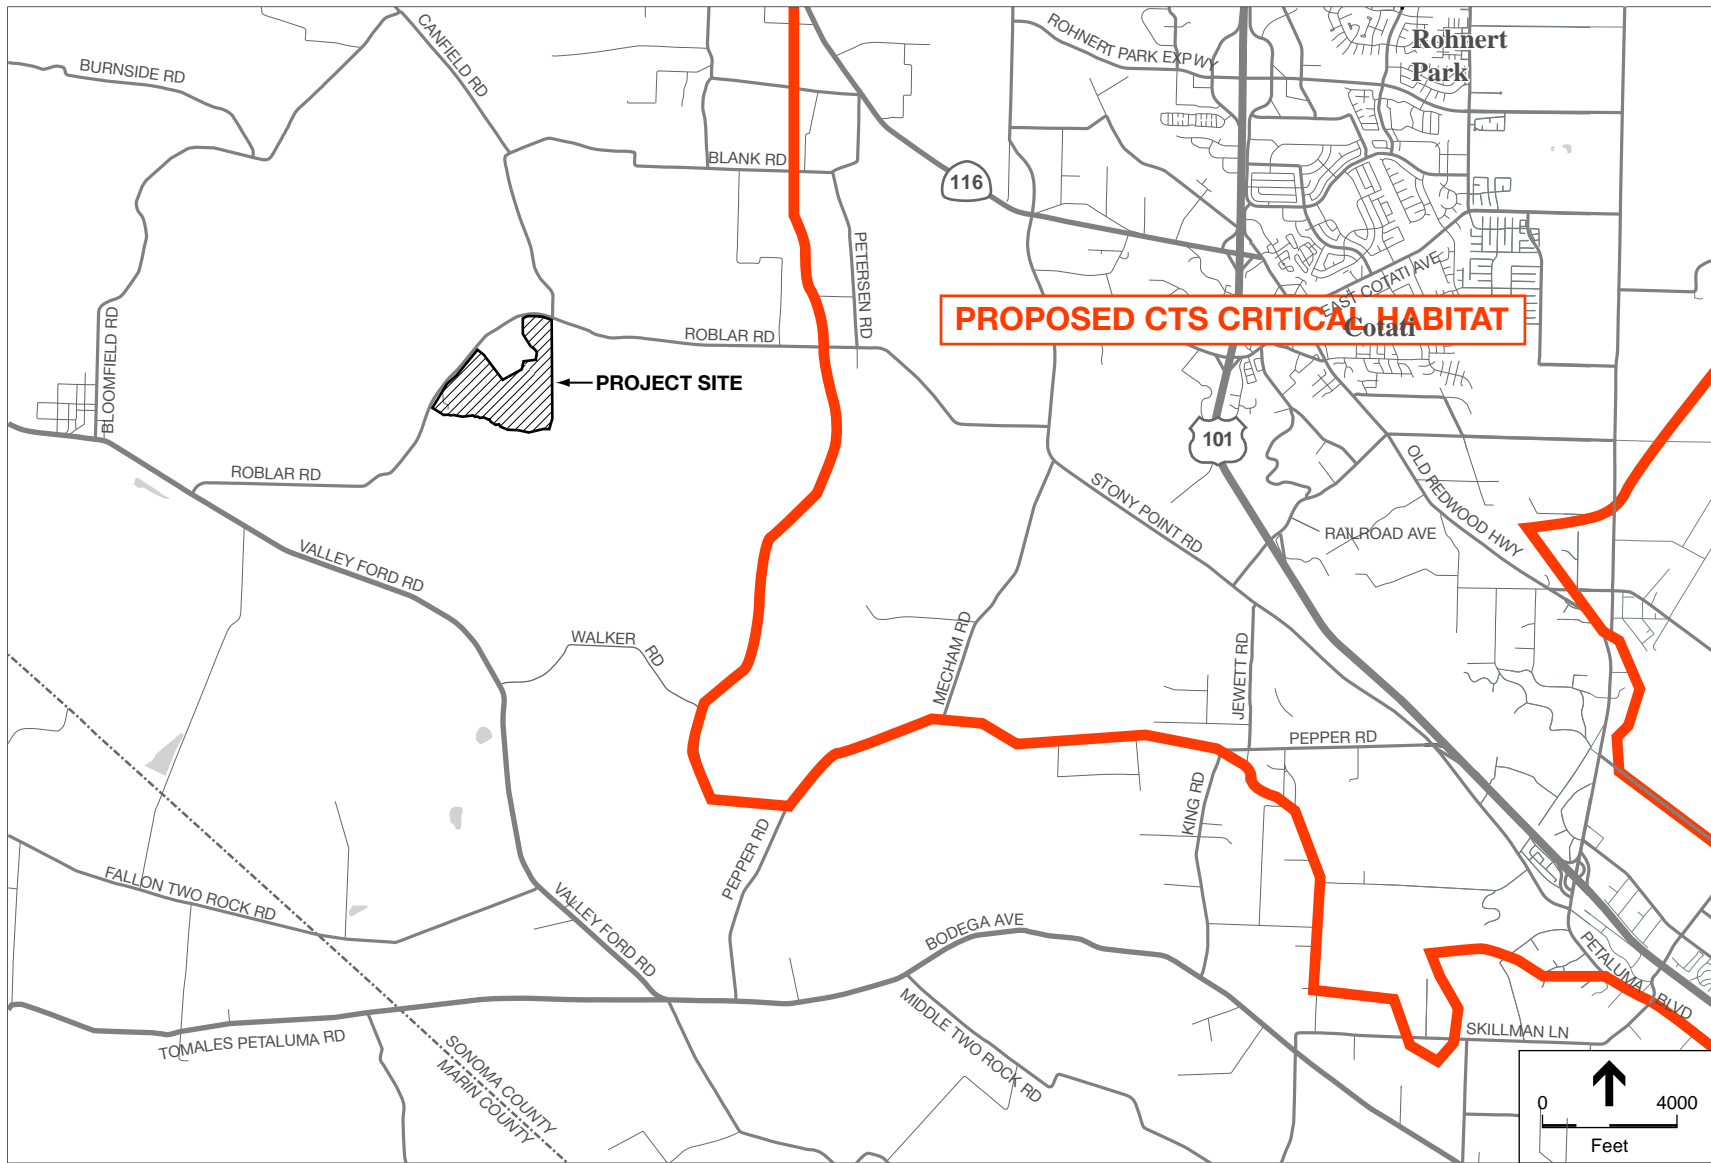 Rohnert
Park
ROHNERT PARK EXPWY
CANFIELD RD
BURNSIDE RD
BLANK RD
116
PETERSEN RD
EAST COTATI AVE
PROPOSED CTS CRITICAL HABITAT
Cotati
BLOOMFIELD RD
ROBLAR RD
PROJECT SITE
101
ROBLAR RD
OLD REDWOOD HWY
STONY POINT RD
RAILROAD AVE
VALLEY FORD RD
WALKER RD
MECHAM RD
JEWETT RD
PEPPER RD
KING RD
PEPPER RD
FALLON TWO ROCK RD
VALLEY FORD RD
BODEGA AVE
PETALUMA BLVD
MIDDLE TWO ROCK RD
SKILLMAN LN
TOMALES PETALUMA RD
SONOMA COUNTY
MARIN COUNTY
0 4000
Feet